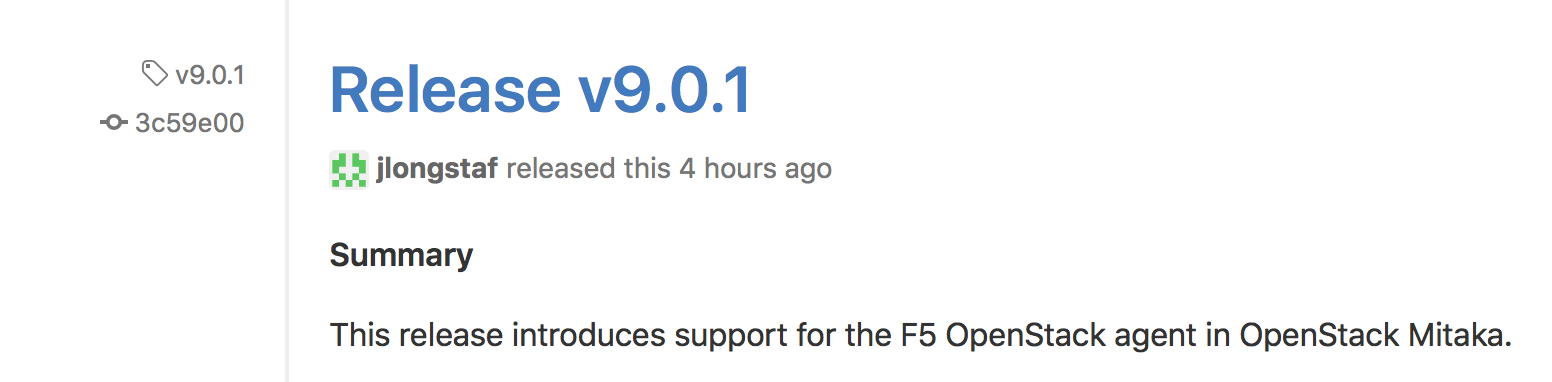 v9.0.1
3c59e00
Release v9.0.1
jlongstaf released this 4 hours ago
Summary
This release introduces support for the F5 OpenStack agent in OpenStack Mitaka.